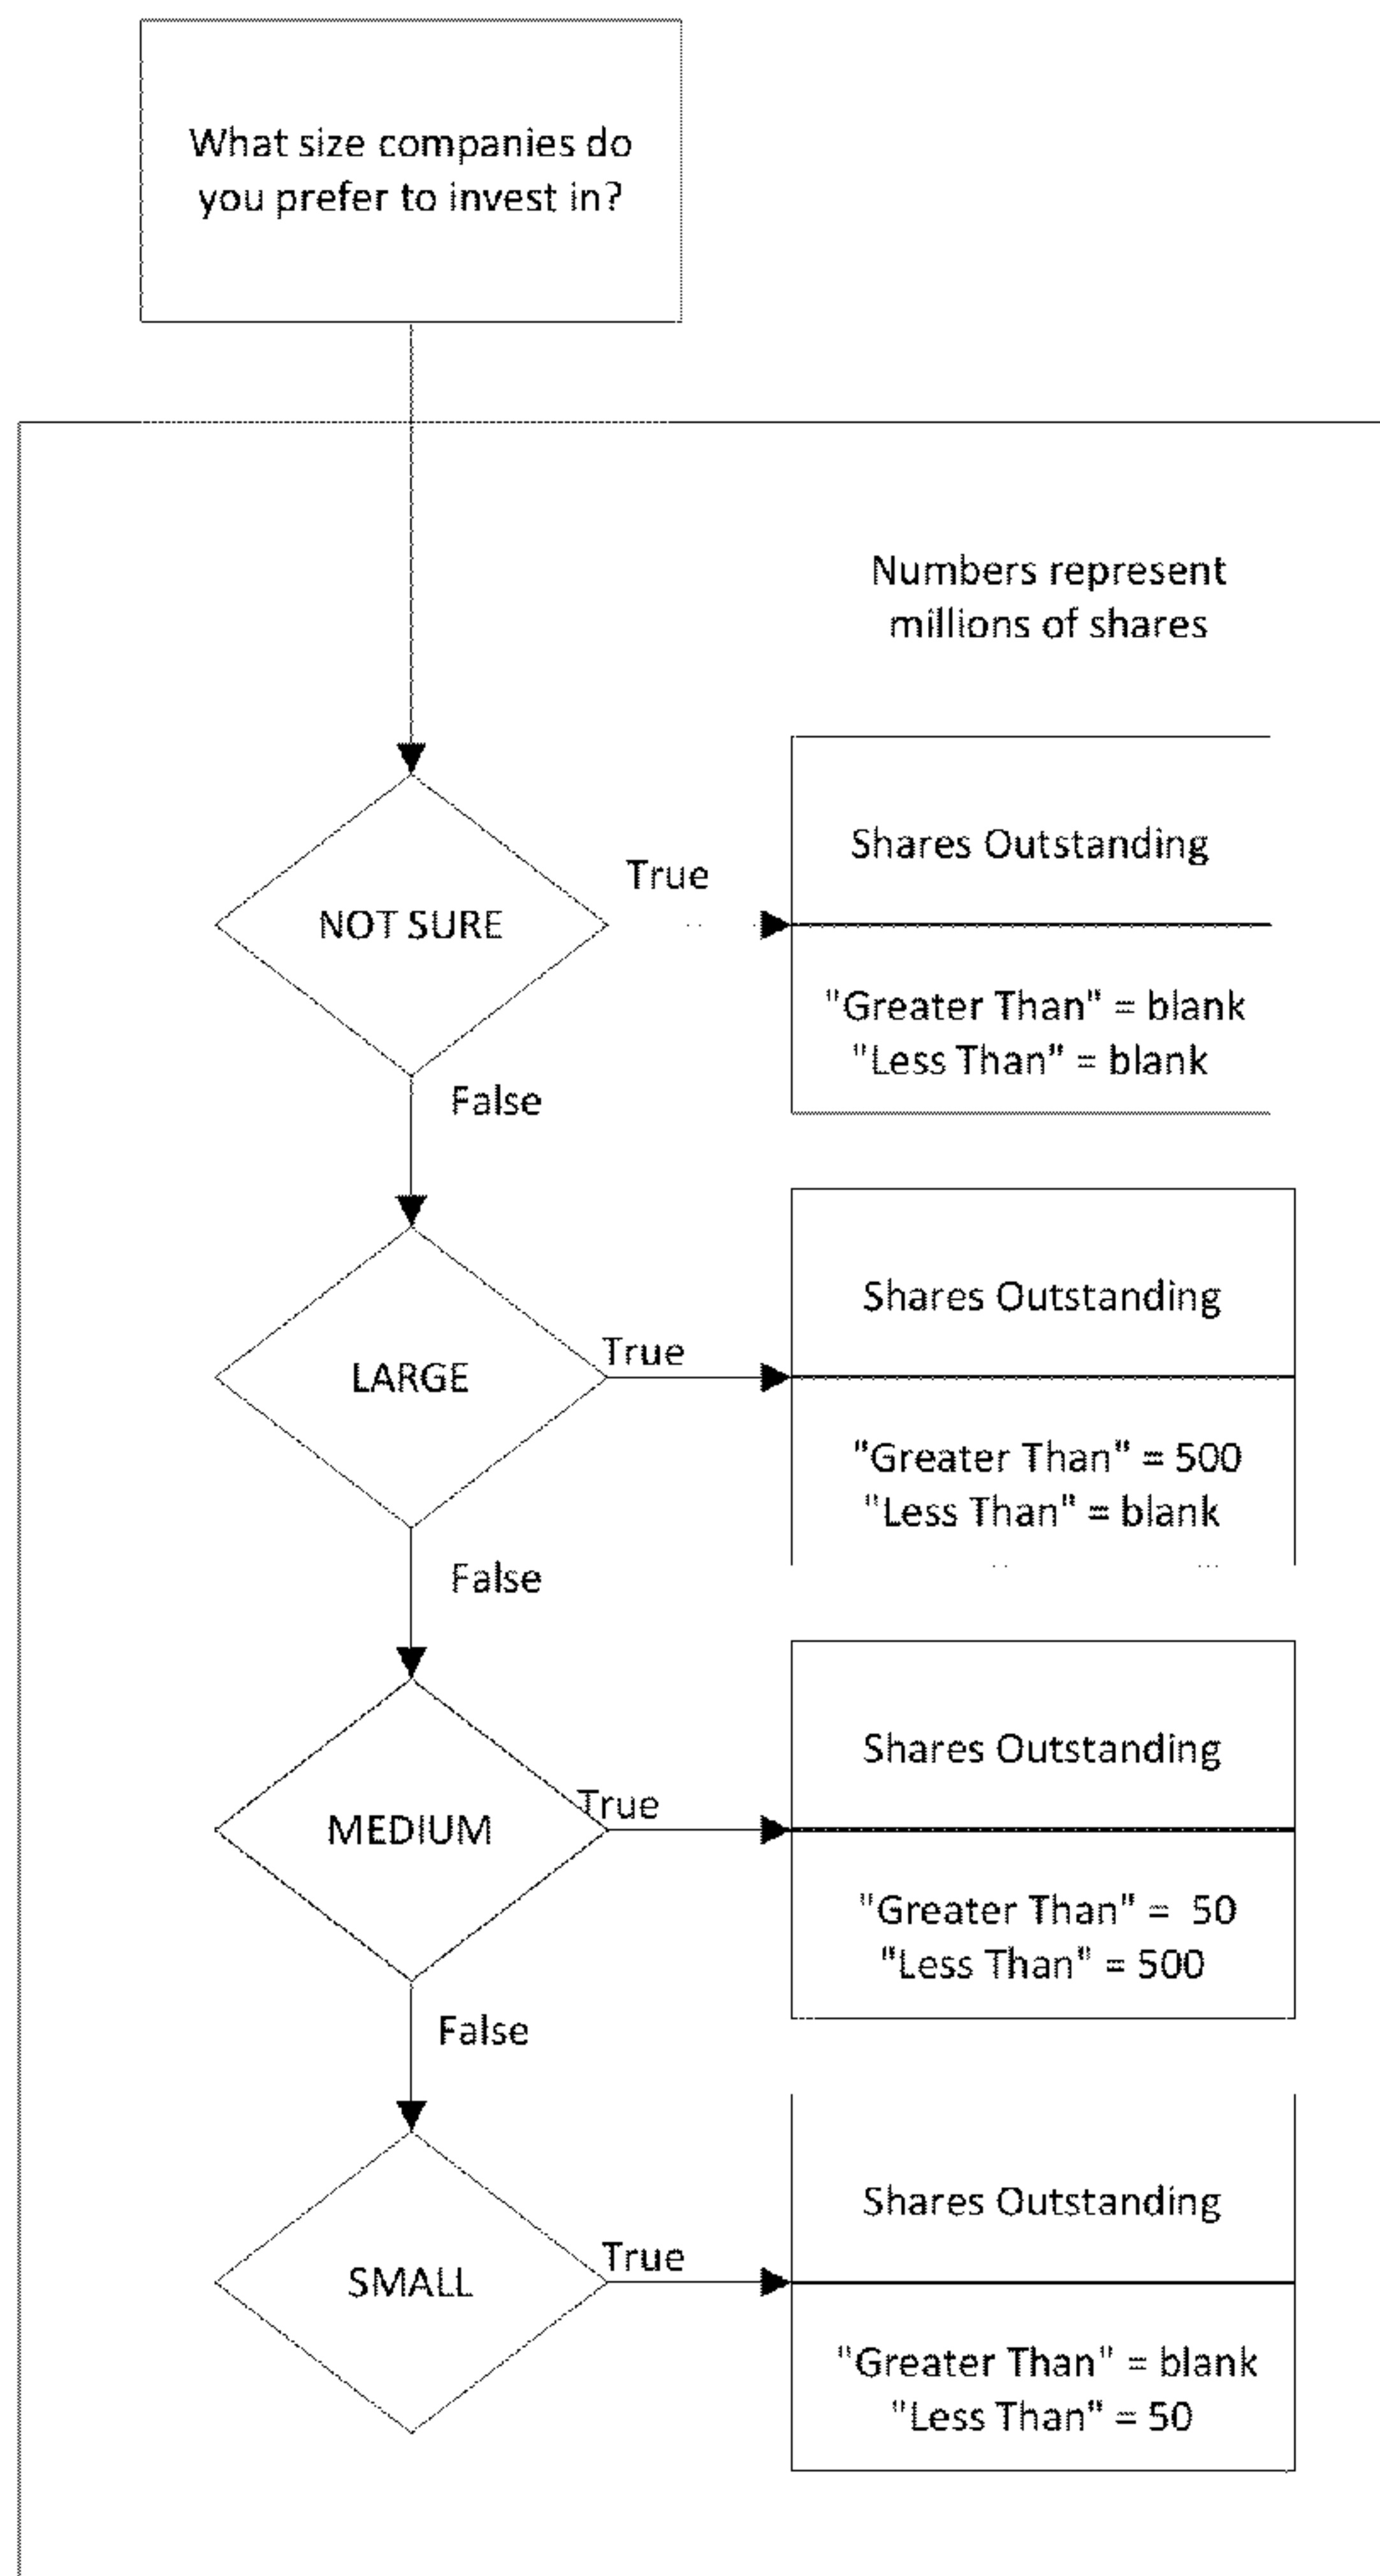 What size companies do
you prefer to invest in?
Numbers represent
millions of shares
NOT SURE
True
Shares Outstanding
"Greater Than" = blank
"Less Than" = blank
False
LARGE
True
Shares Outstanding
"Greater Than" = 500
"Less Than" = blank
False
MEDIUM
True
Shares Outstanding
"Greater Than" =  50
"Less Than" = 500
False
SMALL
True
Shares Outstanding
"Greater Than" = blank
"Less Than" = 50